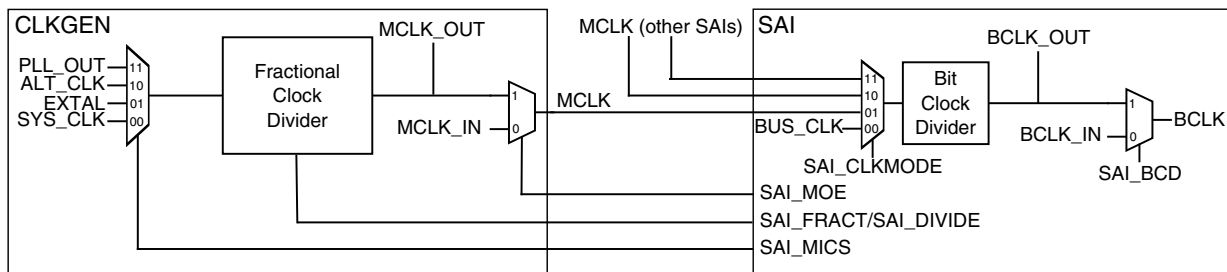 CLKGEN
PLL_OUT
ALT_CLK
EXTAL
SYS_CLK
11
10
01
00
Fractional
Clock
Divider
MCLK_OUT
MCLK_IN
1
0
MCLK
MCLK (other SAIs)
SAI
BUS_CLK
11
10
01
00
SAI_CLKMODE
Bit
Clock
Divider
BCLK_OUT
BCLK_IN
1
0
BCLK
SAI_BCD
SAI_MOE
SAI_FRACT/SAI_DIVIDE
SAI_MICS